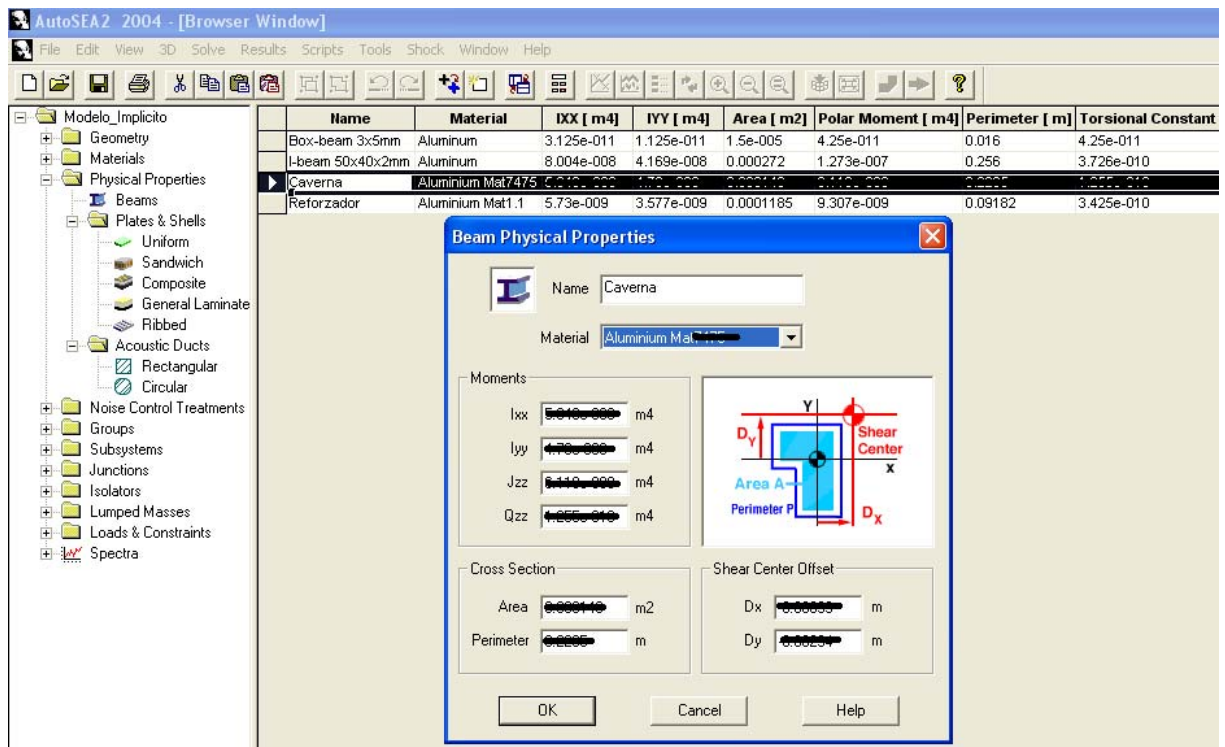 AutoSEA2 2004 - [Browser Window]
File Edit View 3D Solve Results Scripts Tools Shock Window Help
Modelo_Implicito
Geometry
Materials
Physical Properties
Beams
Plates & Shells
Uniform
Sandwich
Composite
General Laminate
Ribbed
Acoustic Ducts
Rectangular
Circular
Noise Control Treatments
Groups
Subsystems
Junctions
Isolators
Lumped Masses
Loads & Constraints
Spectra
Name Material IXX [ m4] IYY [ m4] Area [ m2] Polar Moment [ m4] Perimeter [ m] Torsional Constant
Box-beam 3x5mm Aluminum 3.125e-011 1.125e-011 1.5e-005 4.25e-011 0.016 4.25e-011
I-beam 50x40x2mm Aluminum 8.004e-008 4.169e-008 0.000272 1.273e-007 0.256 3.726e-010
Caverna Aluminium Mat7475
Reforzador Aluminium Mat1.1 5.73e-009 3.577e-009 0.0001185 9.307e-009 0.09182 3.425e-010
Beam Physical Properties
Name Caverna
Material Aluminium
Moments
Ixx m4
Iyy m4
Jzz m4
Qzz m4
Y
DY
Shear
Center
X
Area A
Perimeter P
DX
Cross Section
Area m2
Perimeter m
Shear Center Offset
Dx m
Dy m
OK Cancel Help